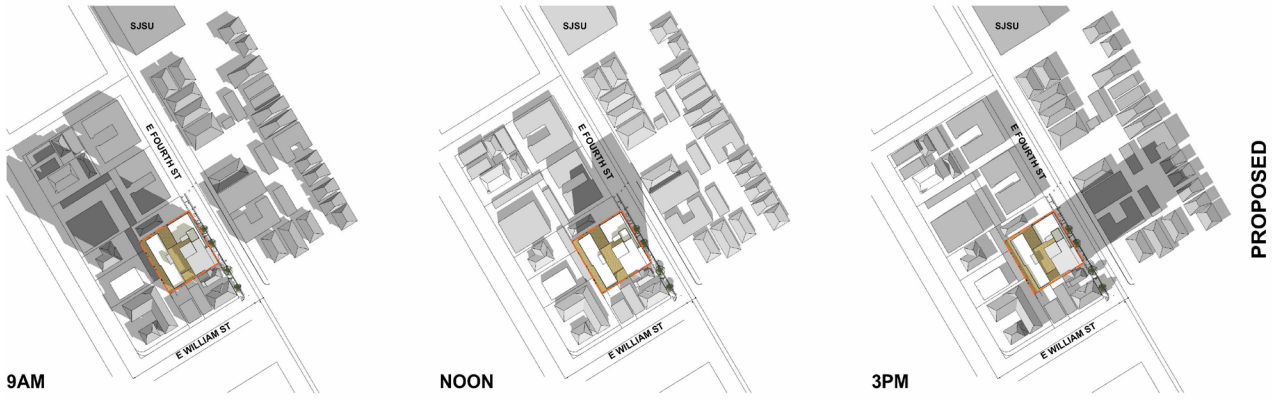 SJSU
E FOURTH ST
E WILLIAM ST
9AM
SJSU
E FOURTH ST
E WILLIAM ST
NOON
SJSU
E FOURTH ST
E WILLIAM ST
3PM
PROPOSED